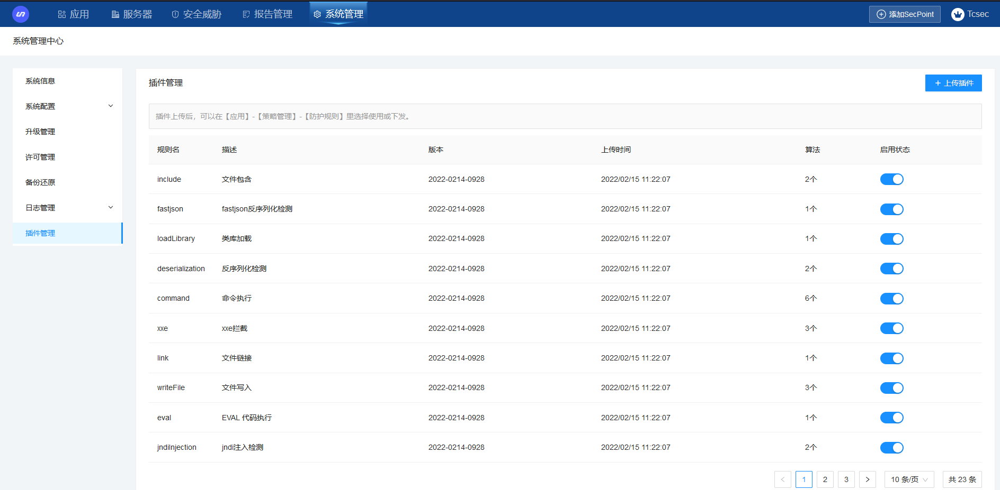 应用 服务器 安全威胁 报告管理 系统管理 添加SecPoint Tcsec
系统管理中心
系统信息
系统配置
升级管理
许可管理
备份还原
日志管理
插件管理
插件管理 + 上传插件
插件上传后，可以在【应用】-【策略管理】-【防护规则】里选择使用或下发。
规则名 描述 版本 上传时间 算法 启用状态
include 文件包含 2022-0214-0928 2022/02/15 11:22:07 2个
fastjson fastjson反序列化检测 2022-0214-0928 2022/02/15 11:22:07 1个
loadLibrary 类库加载 2022-0214-0928 2022/02/15 11:22:07 1个
deserialization 反序列化检测 2022-0214-0928 2022/02/15 11:22:07 2个
command 命令执行 2022-0214-0928 2022/02/15 11:22:07 6个
xxe xxe拦截 2022-0214-0928 2022/02/15 11:22:07 3个
link 文件链接 2022-0214-0928 2022/02/15 11:22:07 1个
writeFile 文件写入 2022-0214-0928 2022/02/15 11:22:07 3个
eval EVAL 代码执行 2022-0214-0928 2022/02/15 11:22:07 1个
jndiInjection jndi注入检测 2022-0214-0928 2022/02/15 11:22:07 2个
< 1 2 3 > 10 条/页 共 23 条